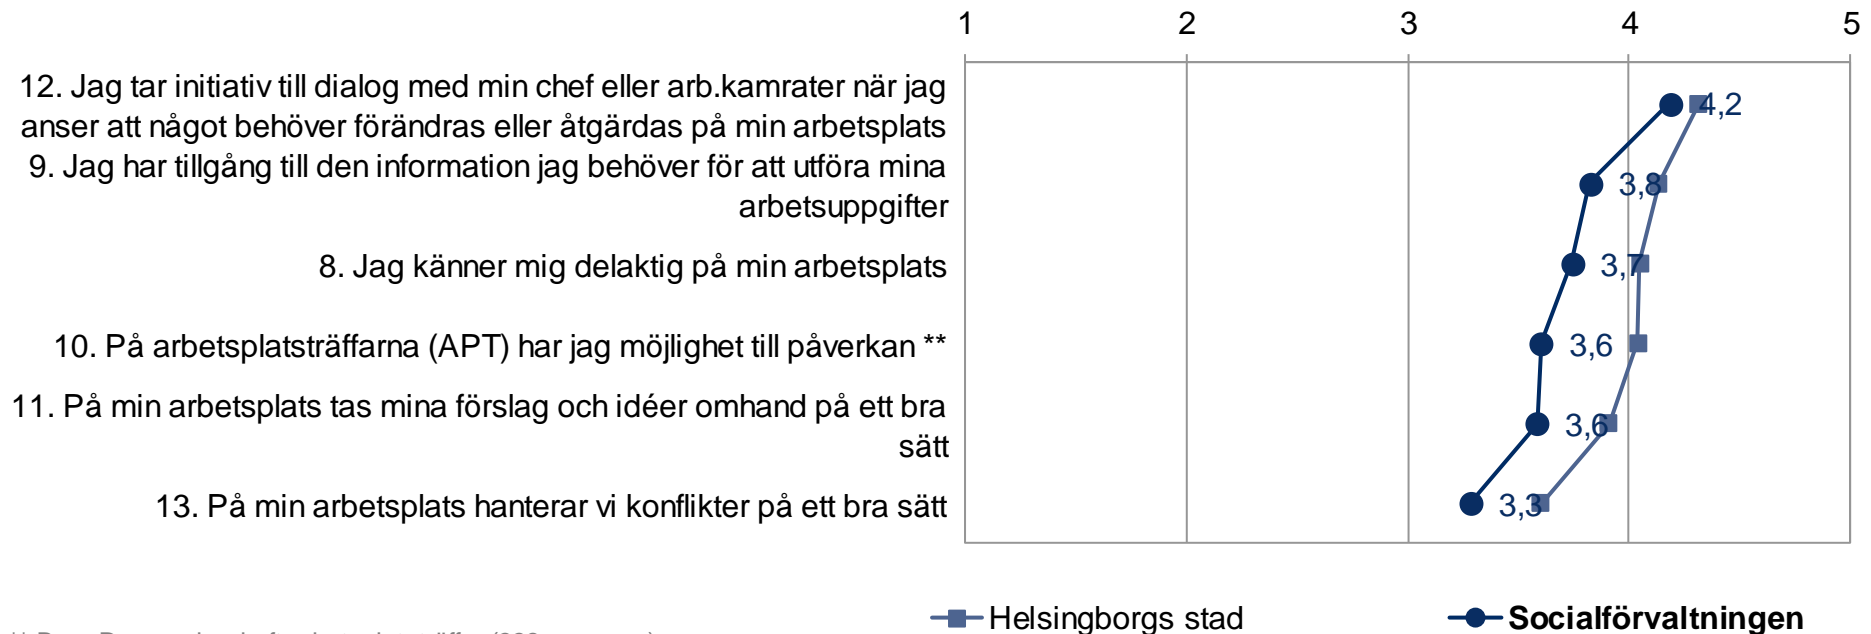 1 2 3 4 5
12. Jag tar initiativ till dialog med min chef eller arb.kamrater när jag
anser att något behöver förändras eller åtgärdas på min arbetsplats
4,2
9. Jag har tillgång till den information jag behöver för att utföra mina
arbetsuppgifter
3,8
8. Jag känner mig delaktig på min arbetsplats
3,7
10. På arbetsplatsträffarna (APT) har jag möjlighet till påverkan **
3,6
11. På min arbetsplats tas mina förslag och idéer omhand på ett bra
sätt
3,6
13. På min arbetsplats hanterar vi konflikter på ett bra sätt
3,3
Helsingborgs stad
Socialförvaltningen